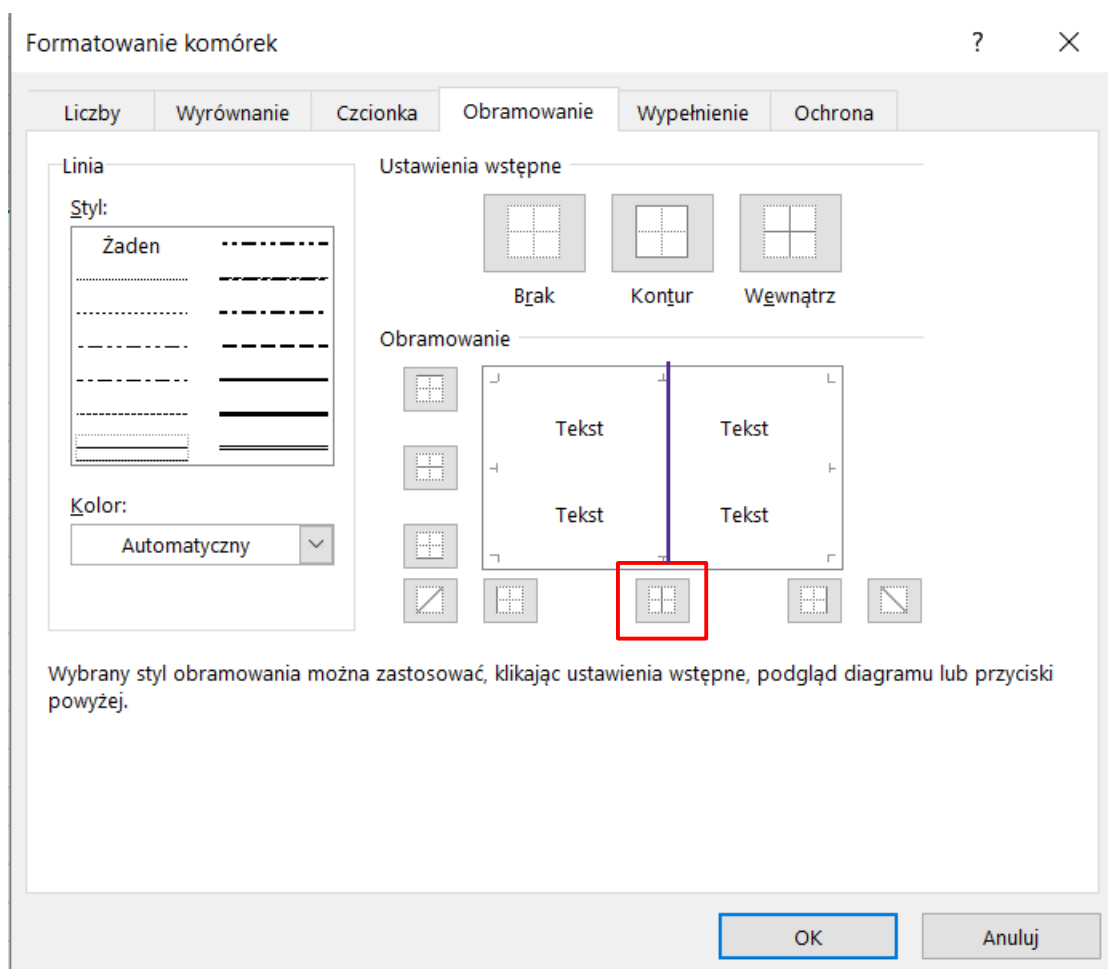 Formatowanie komórek
?
Liczby
Wyrównanie
Czcionka
Obramowanie
Wypełnienie
Ochrona
Linia
Styl:
Żaden
Kolor:
Automatyczny
Ustawienia wstępne
Brak
Kontur
Wewnątrz
Obramowanie
Tekst Tekst
Tekst Tekst
Wybrany styl obramowania można zastosować, klikając ustawienia wstępne, podgląd diagramu lub przyciski
powyżej.
OK
Anuluj